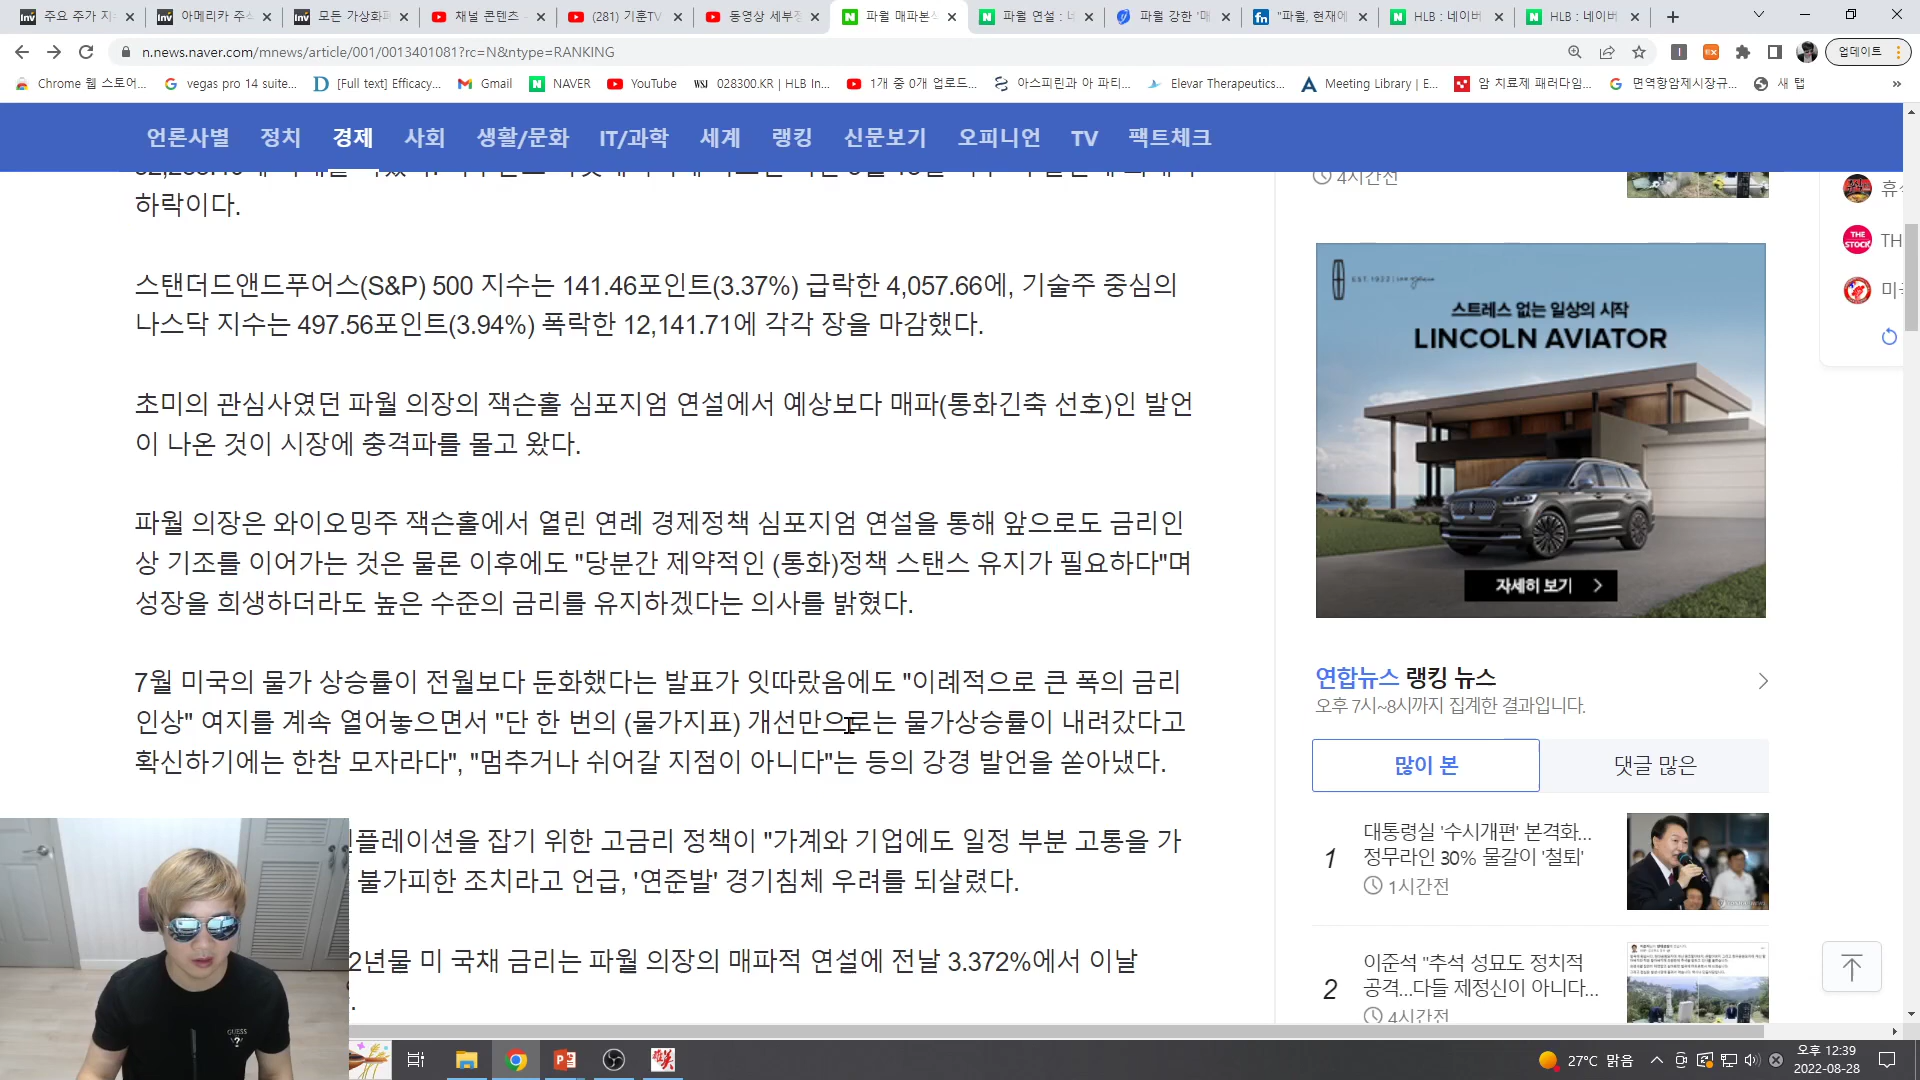 주요 주가 지수
아메리카 주식
모든 가상화폐
채널 콘텐츠 -
(281) 기훈TV
동영상 세부정
파월 매파본색
파월 연설 : 네
파월 강한 '매
"파월, 현재에
HLB : 네이버
HLB : 네이버
n.news.naver.com/mnews/article/001/0013401081?rc=N&ntype=RANKING
업데이트
Chrome 웹 스토어...
vegas pro 14 suite...
[Full text] Efficacy...
Gmail
NAVER
YouTube
WSJ 028300.KR | HLB In...
1개 중 0개 업로드...
아스피린과 아 파티...
Elevar Therapeutics...
Meeting Library | E...
암 치료제 패러다임...
면역항암제시장규...
새 탭
언론사별 정치 경제 사회 생활/문화 IT/과학 세계 랭킹 신문보기 오피니언 TV 팩트체크
하락이다.
스탠더드앤드푸어스(S&P) 500 지수는 141.46포인트(3.37%) 급락한 4,057.66에, 기술주 중심의
나스닥 지수는 497.56포인트(3.94%) 폭락한 12,141.71에 각각 장을 마감했다.
초미의 관심사였던 파월 의장의 잭슨홀 심포지엄 연설에서 예상보다 매파(통화긴축 선호)인 발언
이 나온 것이 시장에 충격파를 몰고 왔다.
파월 의장은 와이오밍주 잭슨홀에서 열린 연례 경제정책 심포지엄 연설을 통해 앞으로도 금리인
상 기조를 이어가는 것은 물론 이후에도 "당분간 제약적인 (통화)정책 스탠스 유지가 필요하다"며
성장을 희생하더라도 높은 수준의 금리를 유지하겠다는 의사를 밝혔다.
7월 미국의 물가 상승률이 전월보다 둔화했다는 발표가 잇따랐음에도 "이례적으로 큰 폭의 금리
인상" 여지를 계속 열어놓으면서 "단 한 번의 (물가지표) 개선만으로는 물가상승률이 내려갔다고
확신하기에는 한참 모자라다", "멈추거나 쉬어갈 지점이 아니다"는 등의 강경 발언을 쏟아냈다.
플레이션을 잡기 위한 고금리 정책이 "가계와 기업에도 일정 부분 고통을 가
불가피한 조치라고 언급, '연준발' 경기침체 우려를 되살렸다.
2년물 미 국채 금리는 파월 의장의 매파적 연설에 전날 3.372%에서 이날
4시간전
EST. 1922
스트레스 없는 일상의 시작
LINCOLN AVIATOR
자세히 보기
휴
THE STOCK
TH
미
연합뉴스 랭킹 뉴스
오후 7시~8시까지 집계한 결과입니다.
많이 본
댓글 많은
1
대통령실 '수시개편' 본격화...
정무라인 30% 물갈이 '철퇴'
1시간전
2
이준석 "추석 성묘도 정치적
공격...다들 제정신이 아니다...
4시간전
GUESS
?
27°C 맑음
오후 12:39
2022-08-28